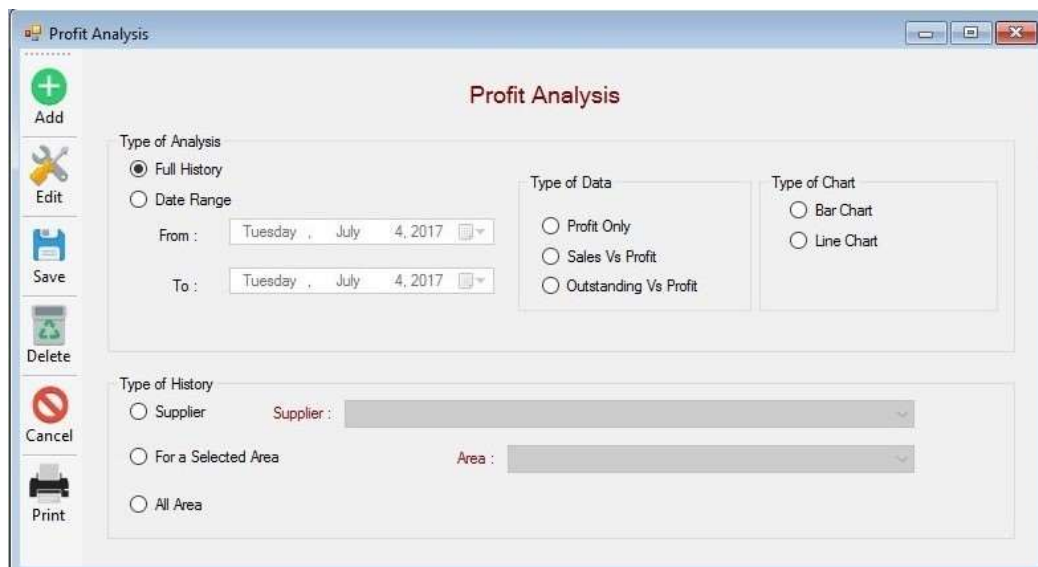 Profit Analysis
Add
Edit
Save
Delete
Cancel
Print
Profit Analysis
Type of Analysis
Full History
Date Range
From :
Tuesday , July 4, 2017
To :
Tuesday , July 4, 2017
Type of Data
Profit Only
Sales Vs Profit
Outstanding Vs Profit
Type of Chart
Bar Chart
Line Chart
Type of History
Supplier
Supplier :
For a Selected Area
Area :
All Area